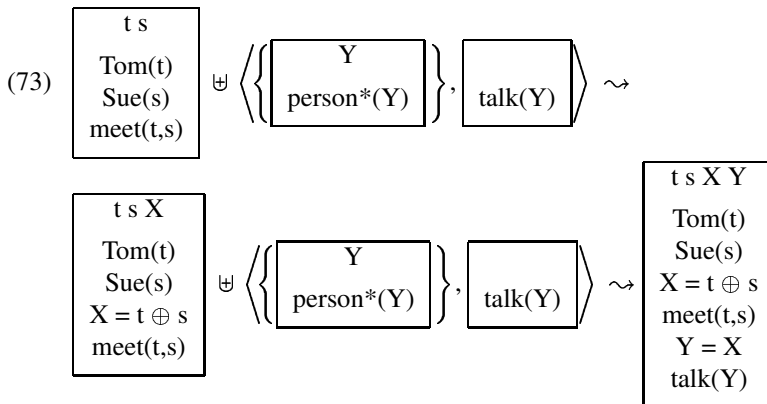 (73)
t s
Tom(t)
Sue(s)
meet(t,s)
⊎ ⟨{
Y
person*(Y)
},
talk(Y)
⟩ ⤳
t s X
Tom(t)
Sue(s)
X = t ⊕ s
meet(t,s)
⊎ ⟨{
Y
person*(Y)
},
talk(Y)
⟩ ⤳
t s X Y
Tom(t)
Sue(s)
X = t ⊕ s
meet(t,s)
Y = X
talk(Y)